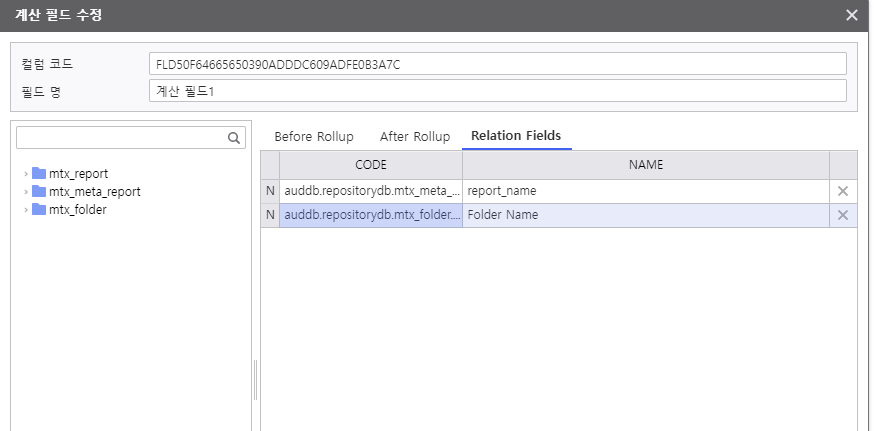 계산 필드 수정
컬럼 코드 FLD50F64665650390ADDDC609ADFE0B3A7C
필드 명 계산 필드1
mtx_report
mtx_meta_report
mtx_folder
Before Rollup After Rollup Relation Fields
CODE NAME
N auddb.repositorydb.mtx_meta_... report_name
N auddb.repositorydb.mtx_folder.... Folder Name